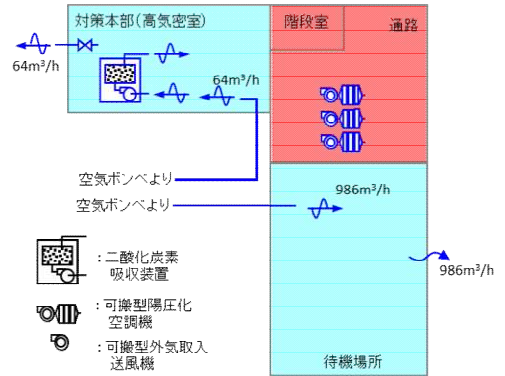 対策本部(高気密室)
階段室
通路
64m³/h
64m³/h
空気ボンベより
空気ボンベより
986m³/h
986m³/h
:二酸化炭素
吸収装置
:可搬型陽圧化
空調機
:可搬型外気取入
送風機
待機場所